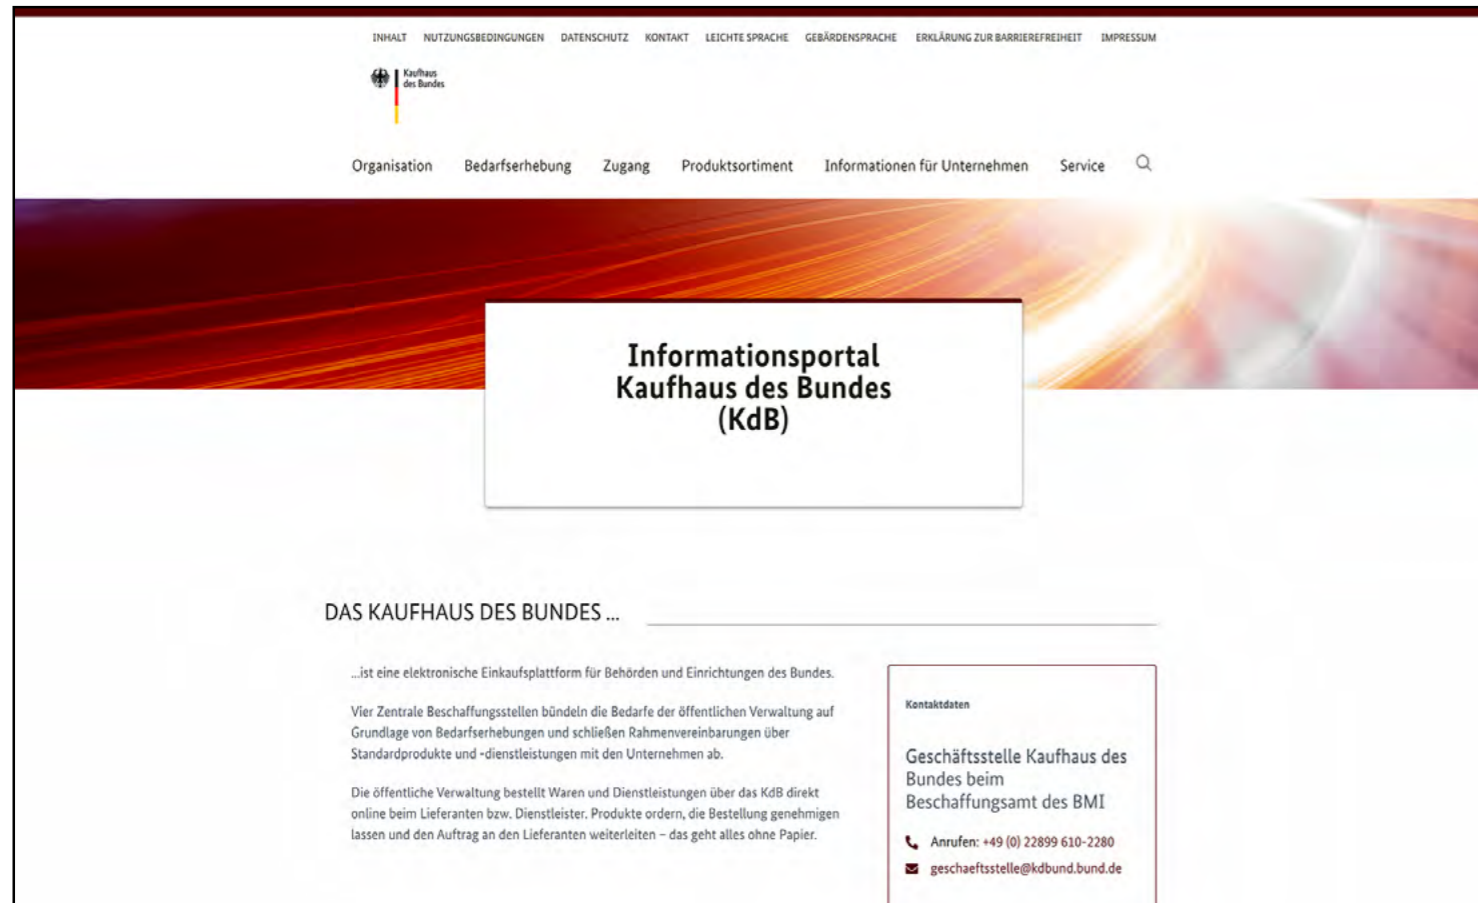 INHALT NUTZUNGSBEDINGUNGEN DATENSCHUTZ KONTAKT LEICHTE SPRACHE GEBÄRDENSPRACHE ERKLÄRUNG ZUR BARRIEREFREIHEIT IMPRESSUM
Kaufhaus
des Bundes
Organisation Bedarfserhebung Zugang Produktsortiment Informationen für Unternehmen Service
Informationsportal
Kaufhaus des Bundes
(KdB)
DAS KAUFHAUS DES BUNDES ...
...ist eine elektronische Einkaufsplattform für Behörden und Einrichtungen des Bundes.
Vier Zentrale Beschaffungsstellen bündeln die Bedarfe der öffentlichen Verwaltung auf
Grundlage von Bedarfserhebungen und schließen Rahmenvereinbarungen über
Standardprodukte und -dienstleistungen mit den Unternehmen ab.
Die öffentliche Verwaltung bestellt Waren und Dienstleistungen über das KdB direkt
online beim Lieferanten bzw. Dienstleister. Produkte ordern, die Bestellung genehmigen
lassen und den Auftrag an den Lieferanten weiterleiten – das geht alles ohne Papier.
Kontaktdaten
Geschäftsstelle Kaufhaus des
Bundes beim
Beschaffungsamt des BMI
Anrufen: +49 (0) 22899 610-2280
geschaeftsstelle@kdbund.bund.de